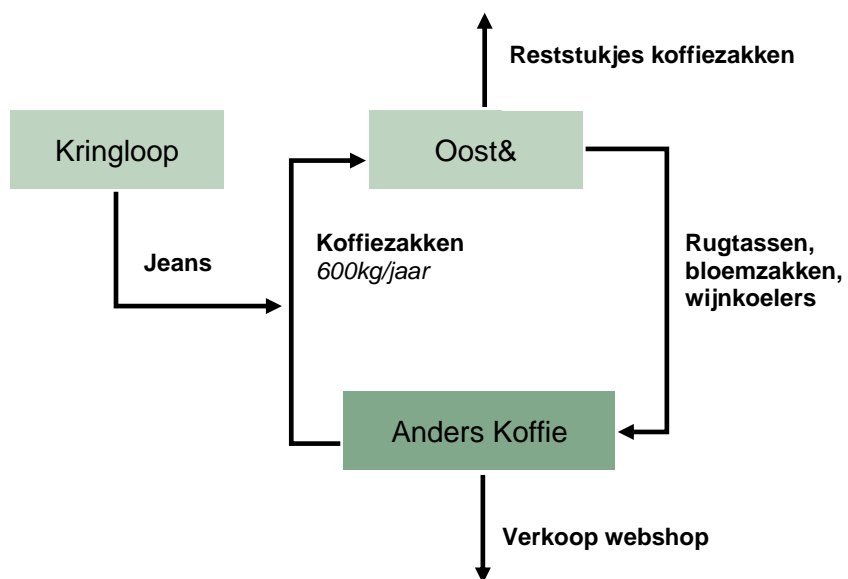 Reststukjes koffiezakken
Kringloop
Oost&
Jeans
Koffiezakken
600kg/jaar
Rugtassen,
bloemzakken,
wijnkoelers
Anders Koffie
Verkoop webshop